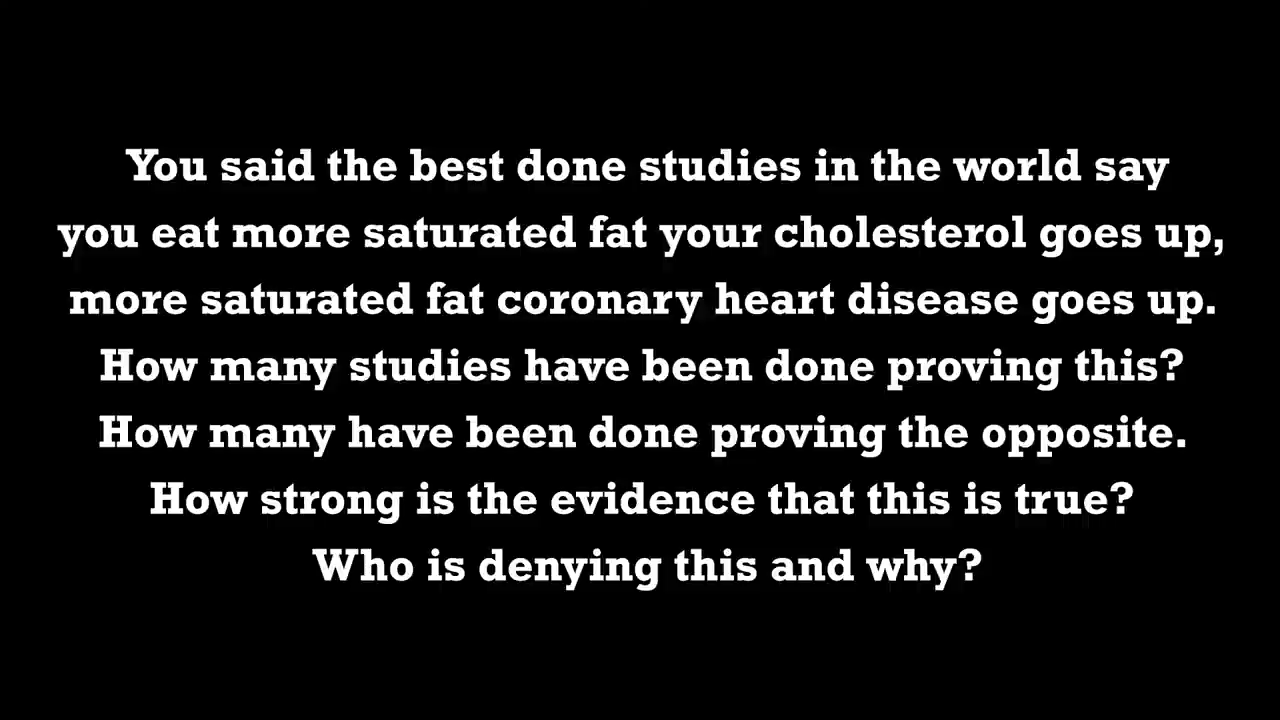 You said the best done studies in the world say
you eat more saturated fat your cholesterol goes up,
more saturated fat coronary heart disease goes up.
How many studies have been done proving this?
How many have been done proving the opposite.
How strong is the evidence that this is true?
Who is denying this and why?